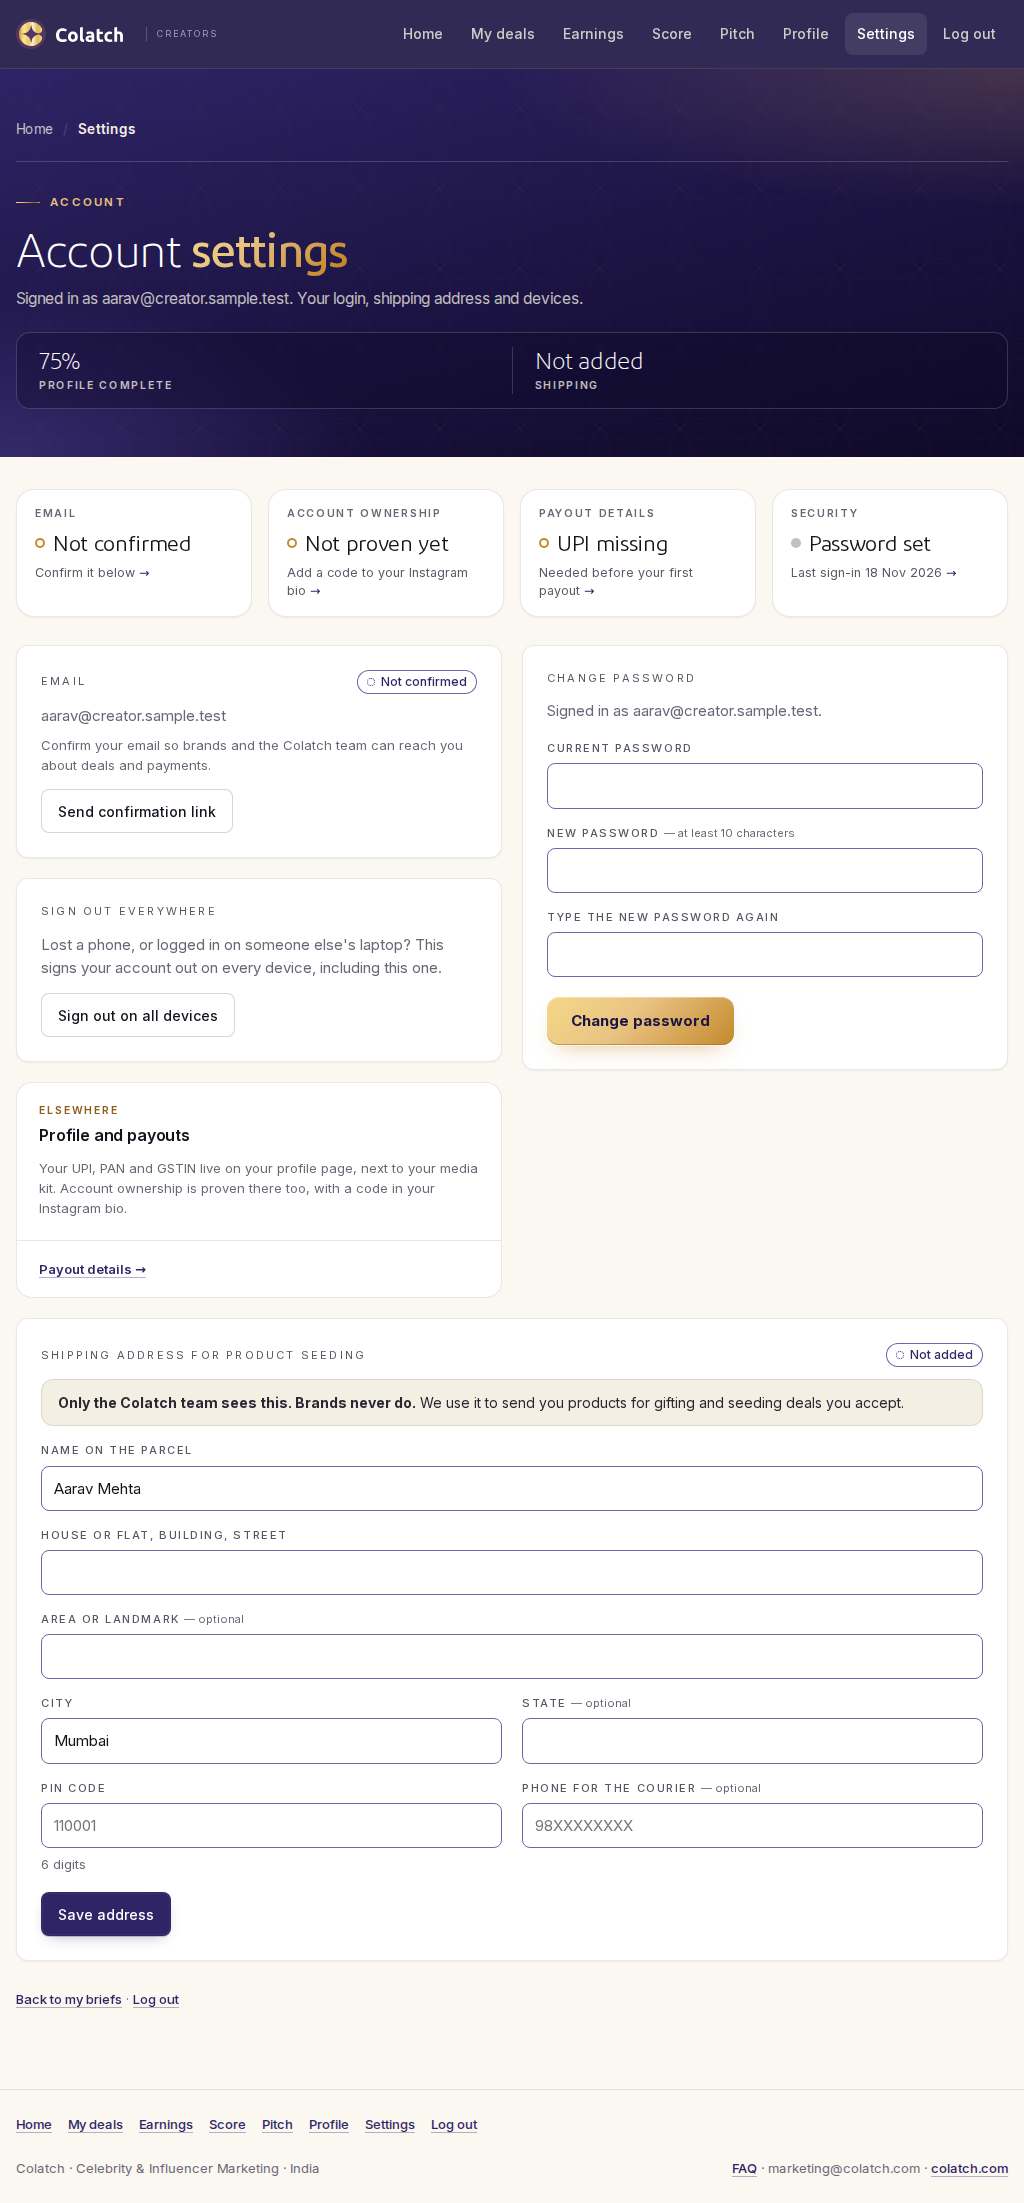 Colatch
CREATORS
Home
My deals
Earnings
Score
Pitch
Profile
Settings
Log out
Home / Settings
ACCOUNT
Account settings
Signed in as aarav@creator.sample.test. Your login, shipping address and devices.
75%
PROFILE COMPLETE
Not added
SHIPPING
EMAIL
Not confirmed
Confirm it below →
ACCOUNT OWNERSHIP
Not proven yet
Add a code to your Instagram
bio →
PAYOUT DETAILS
UPI missing
Needed before your first
payout →
SECURITY
Password set
Last sign-in 18 Nov 2026 →
EMAIL
Not confirmed
aarav@creator.sample.test
Confirm your email so brands and the Colatch team can reach you
about deals and payments.
Send confirmation link
SIGN OUT EVERYWHERE
Lost a phone, or logged in on someone else's laptop? This
signs your account out on every device, including this one.
Sign out on all devices
ELSEWHERE
Profile and payouts
Your UPI, PAN and GSTIN live on your profile page, next to your media
kit. Account ownership is proven there too, with a code in your
Instagram bio.
Payout details →
CHANGE PASSWORD
Signed in as aarav@creator.sample.test.
CURRENT PASSWORD
NEW PASSWORD — at least 10 characters
TYPE THE NEW PASSWORD AGAIN
Change password
SHIPPING ADDRESS FOR PRODUCT SEEDING
Not added
Only the Colatch team sees this. Brands never do. We use it to send you products for gifting and seeding deals you accept.
NAME ON THE PARCEL
Aarav Mehta
HOUSE OR FLAT, BUILDING, STREET
AREA OR LANDMARK — optional
CITY
Mumbai
STATE — optional
PIN CODE
110001
6 digits
PHONE FOR THE COURIER — optional
98XXXXXXXX
Save address
Back to my briefs · Log out
Home
My deals
Earnings
Score
Pitch
Profile
Settings
Log out
Colatch · Celebrity & Influencer Marketing · India
FAQ · marketing@colatch.com · colatch.com